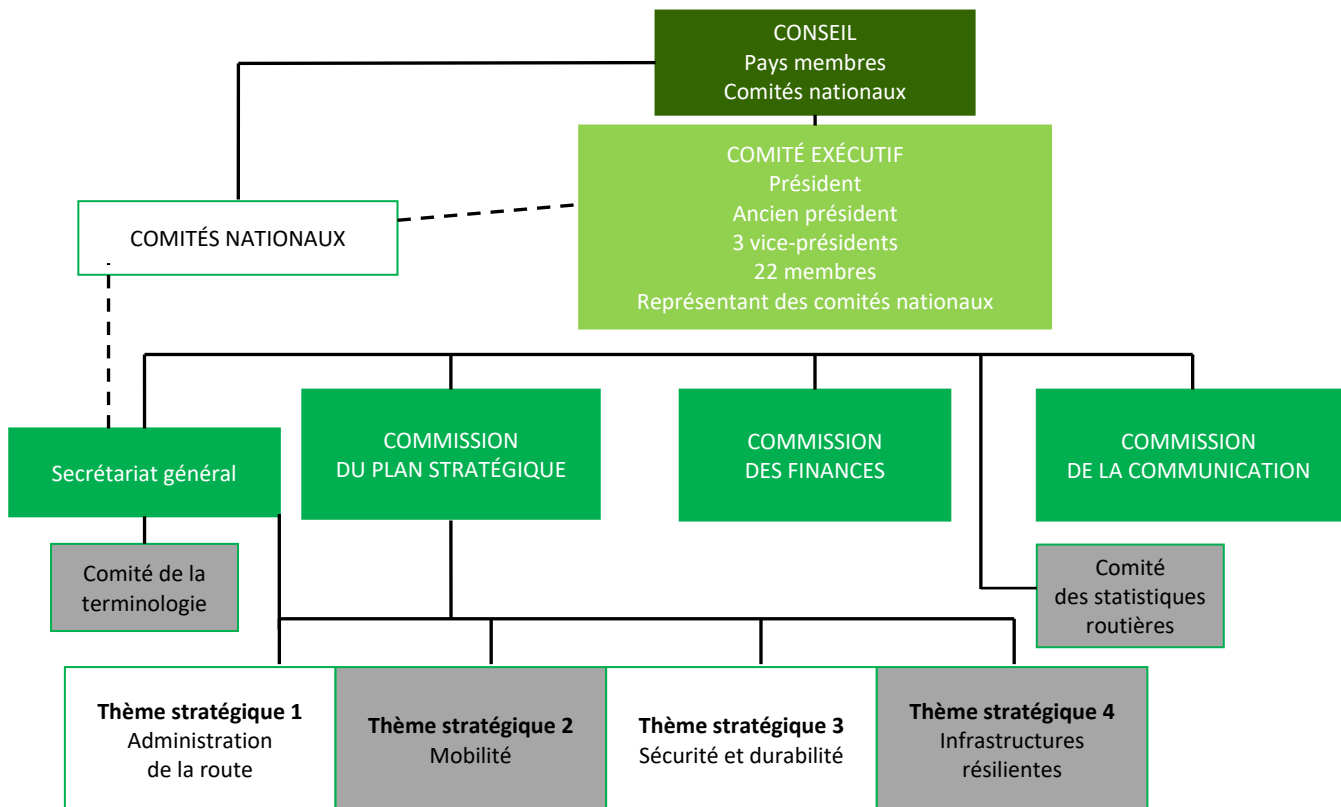 CONSEIL
Pays membres
Comités nationaux
COMITÉ EXÉCUTIF
Président
Ancien président
3 vice-présidents
22 membres
Représentant des comités nationaux
COMITÉS NATIONAUX
Secrétariat général
COMMISSION
DU PLAN STRATÉGIQUE
COMMISSION
DES FINANCES
COMMISSION
DE LA COMMUNICATION
Comité de la
terminologie
Comité
des statistiques
routières
Thème stratégique 1
Administration
de la route
Thème stratégique 2
Mobilité
Thème stratégique 3
Sécurité et durabilité
Thème stratégique 4
Infrastructures
résilientes